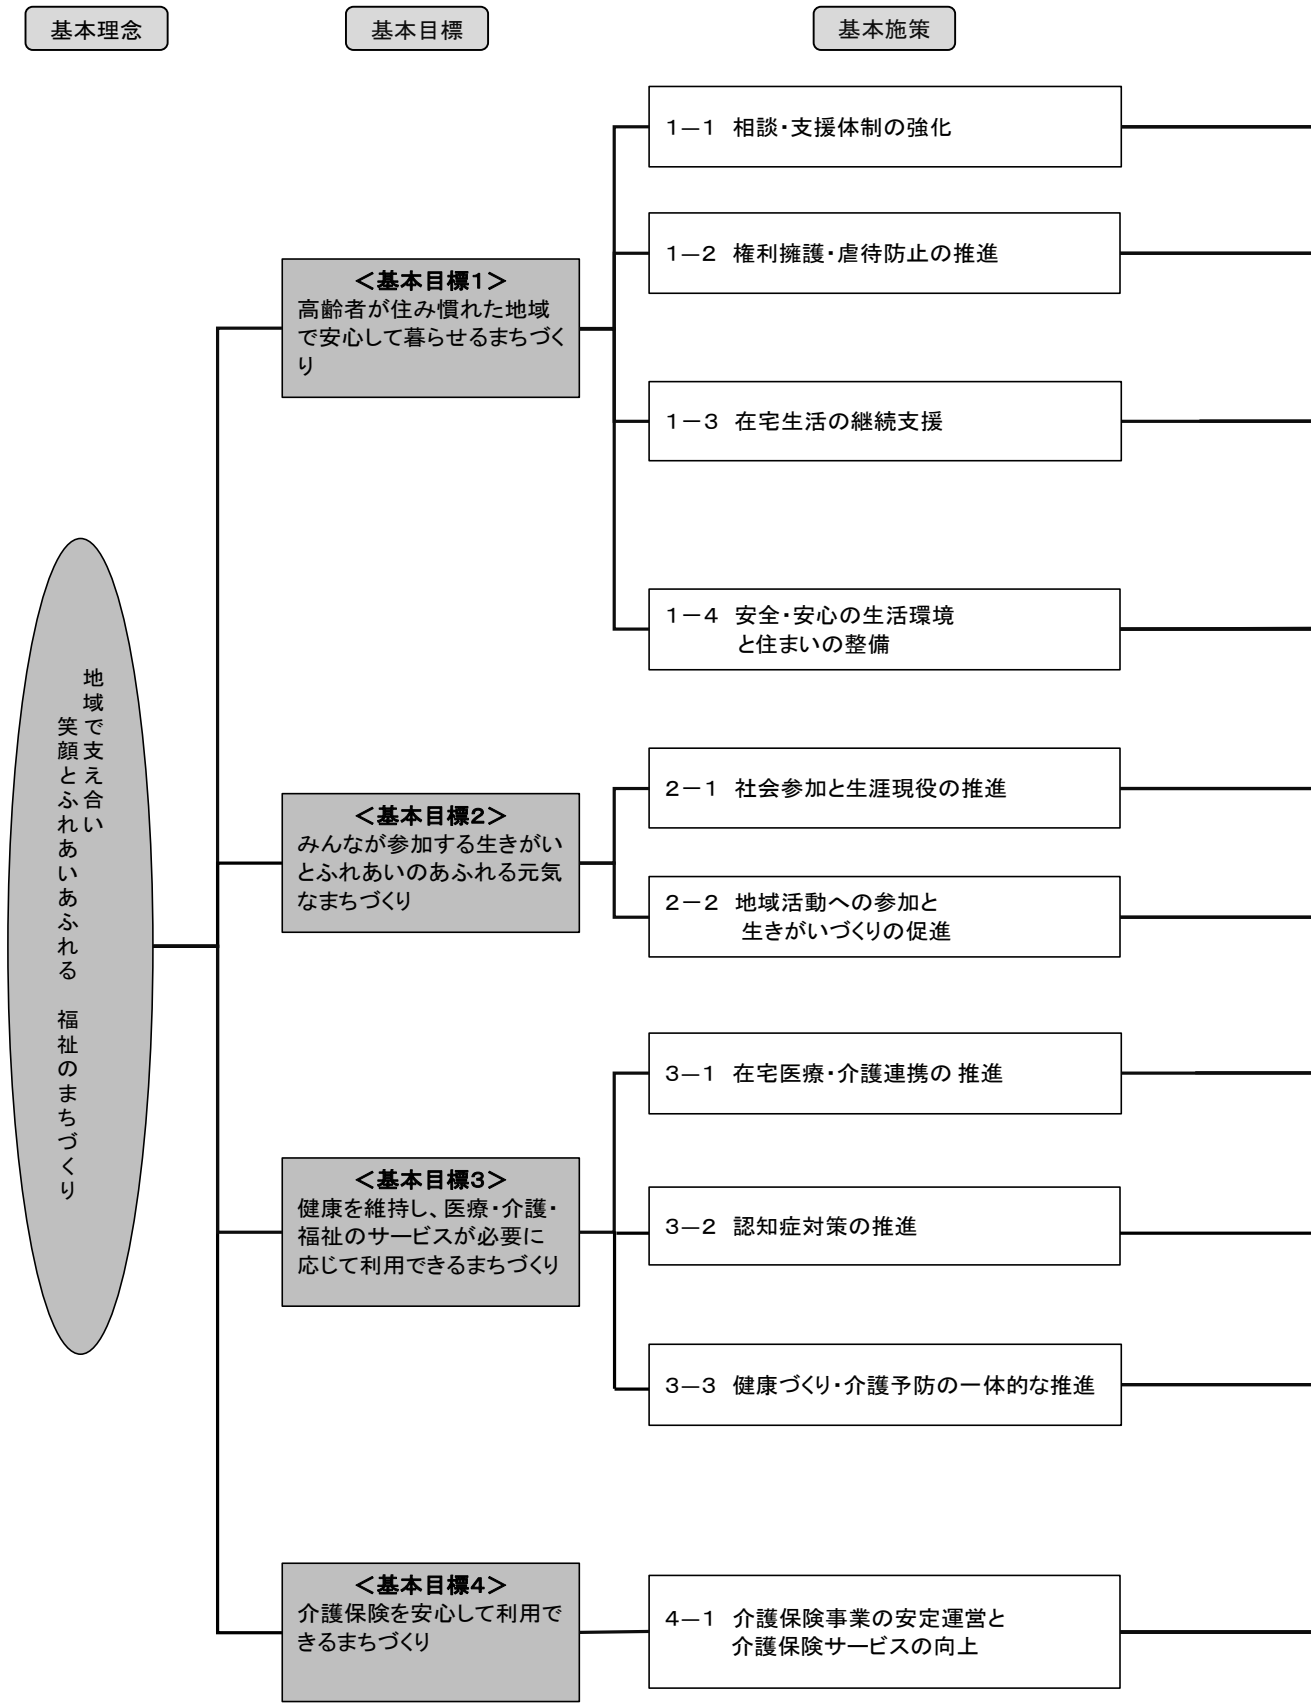 基本理念
基本目標
基本施策
地域で支え合い
笑顔とふれあいあふれる　福祉のまちづくり
＜基本目標１＞
高齢者が住み慣れた地域
で安心して暮らせるまちづく
り
１―１　相談・支援体制の強化
１―２　権利擁護・虐待防止の推進
１－３　在宅生活の継続支援
１－４　安全・安心の生活環境
と住まいの整備
＜基本目標２＞
みんなが参加する生きがい
とふれあいのあふれる元気
なまちづくり
２－１　社会参加と生涯現役の推進
２－２　地域活動への参加と
生きがいづくりの促進
＜基本目標３＞
健康を維持し、医療・介護・
福祉のサービスが必要に
応じて利用できるまちづくり
３―１　在宅医療・介護連携の 推進
３―２　認知症対策の推進
３―３　健康づくり・介護予防の一体的な推進
＜基本目標４＞
介護保険を安心して利用で
きるまちづくり
４―１　介護保険事業の安定運営と
介護保険サービスの向上